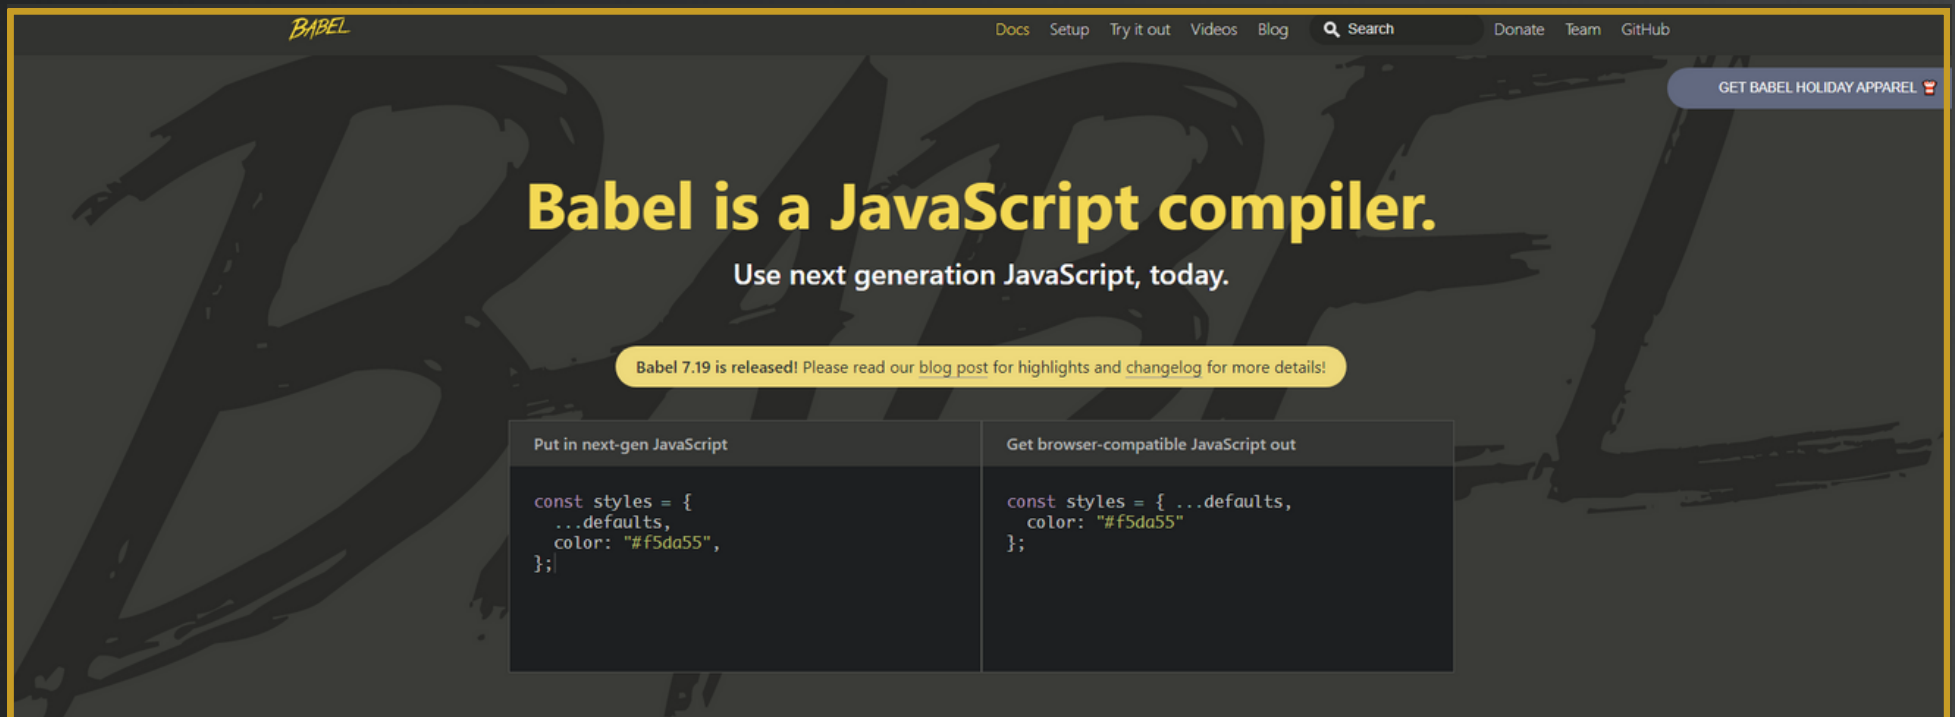 BABEL
Docs Setup Try it out Videos Blog Search Donate Team GitHub
GET BABEL HOLIDAY APPAREL
BABEL
Babel is a JavaScript compiler.
Use next generation JavaScript, today.
Babel 7.19 is released! Please read our blog post for highlights and changelog for more details!
Put in next-gen JavaScript
const styles = {
  ...defaults,
  color: "#f5da55",
};
Get browser-compatible JavaScript out
const styles = { ...defaults,
  color: "#f5da55"
};